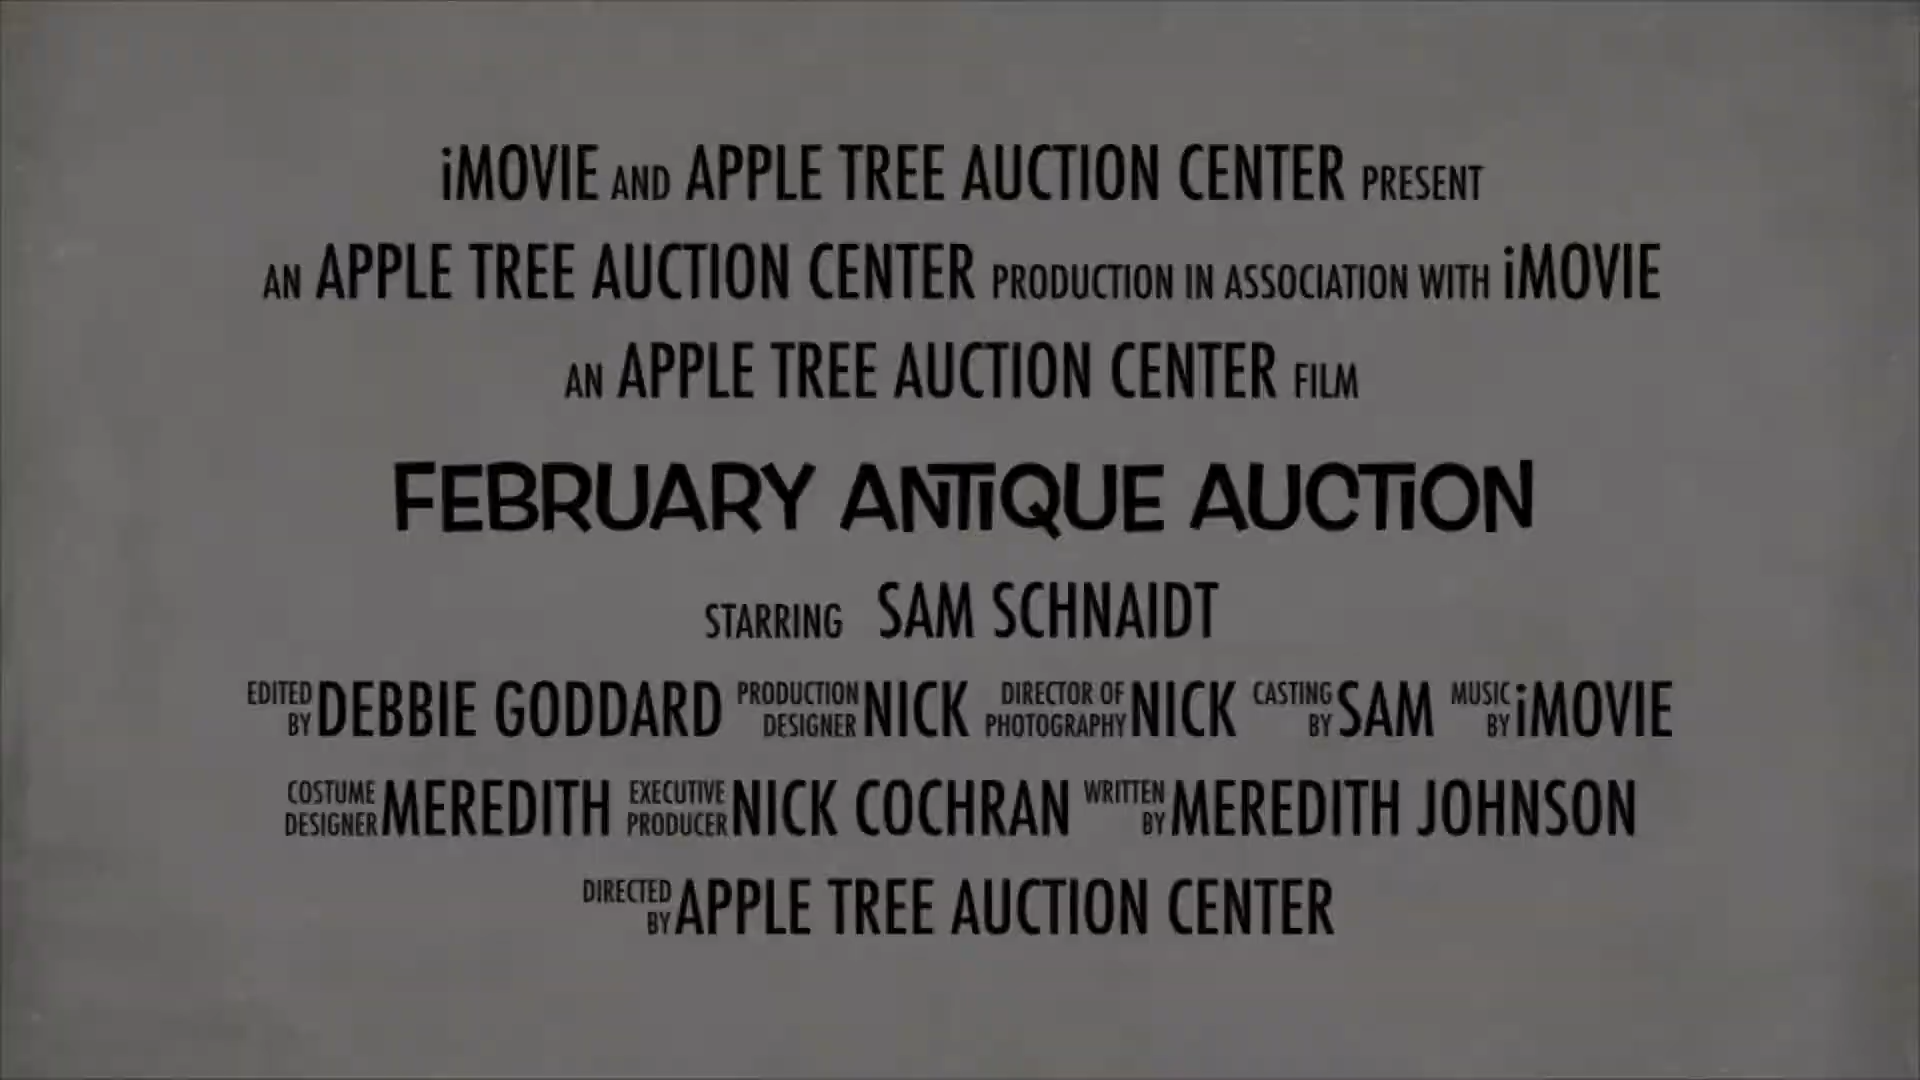 iMOVIE AND APPLE TREE AUCTION CENTER PRESENT
AN APPLE TREE AUCTION CENTER PRODUCTION IN ASSOCIATION WITH iMOVIE
AN APPLE TREE AUCTION CENTER FILM
FEBRUARY ANTIQUE AUCTION
STARRING SAM SCHNAIDT
EDITED BY DEBBIE GODDARD PRODUCTION DESIGNER NICK DIRECTOR OF PHOTOGRAPHY NICK CASTING BY SAM MUSIC BY iMOVIE
COSTUME DESIGNER MEREDITH EXECUTIVE PRODUCER NICK COCHRAN WRITTEN BY MEREDITH JOHNSON
DIRECTED BY APPLE TREE AUCTION CENTER